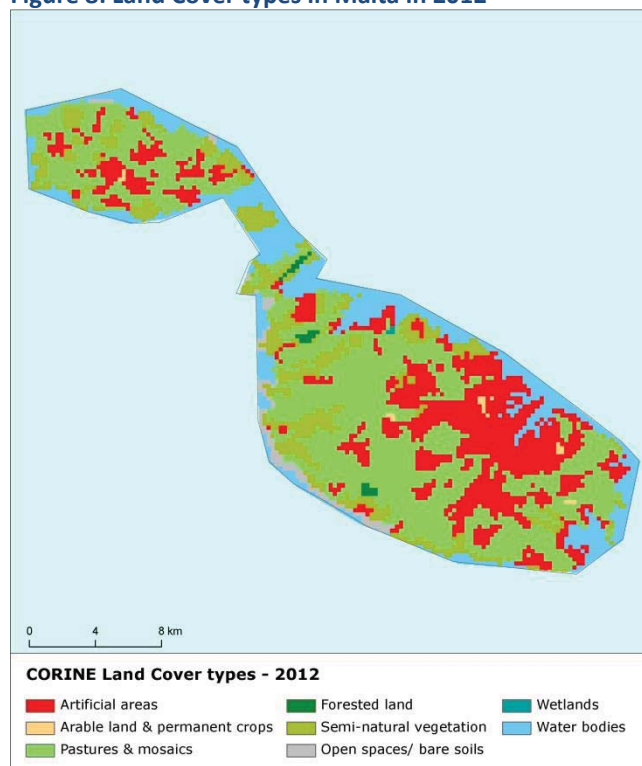 Figure 8: Land Cover types in Malta in 2012
0 4 8 km
CORINE Land Cover types - 2012
Artificial areas
Forested land
Wetlands
Arable land & permanent crops
Semi-natural vegetation
Water bodies
Pastures & mosaics
Open spaces/ bare soils